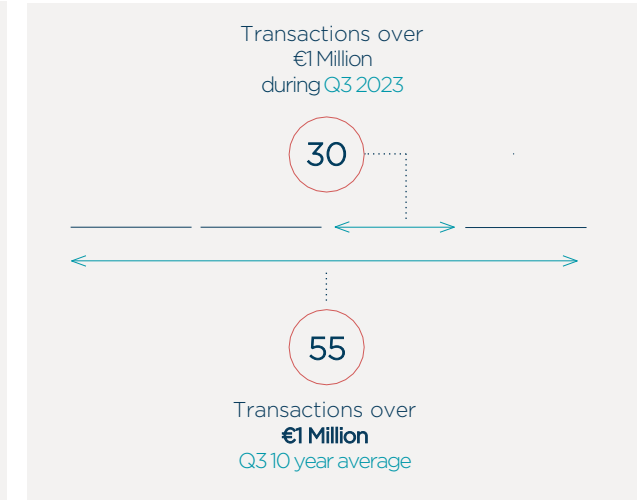 Transactions over
€1 Million
during Q3 2023
30
55
Transactions over
€1 Million
Q3 10 year average